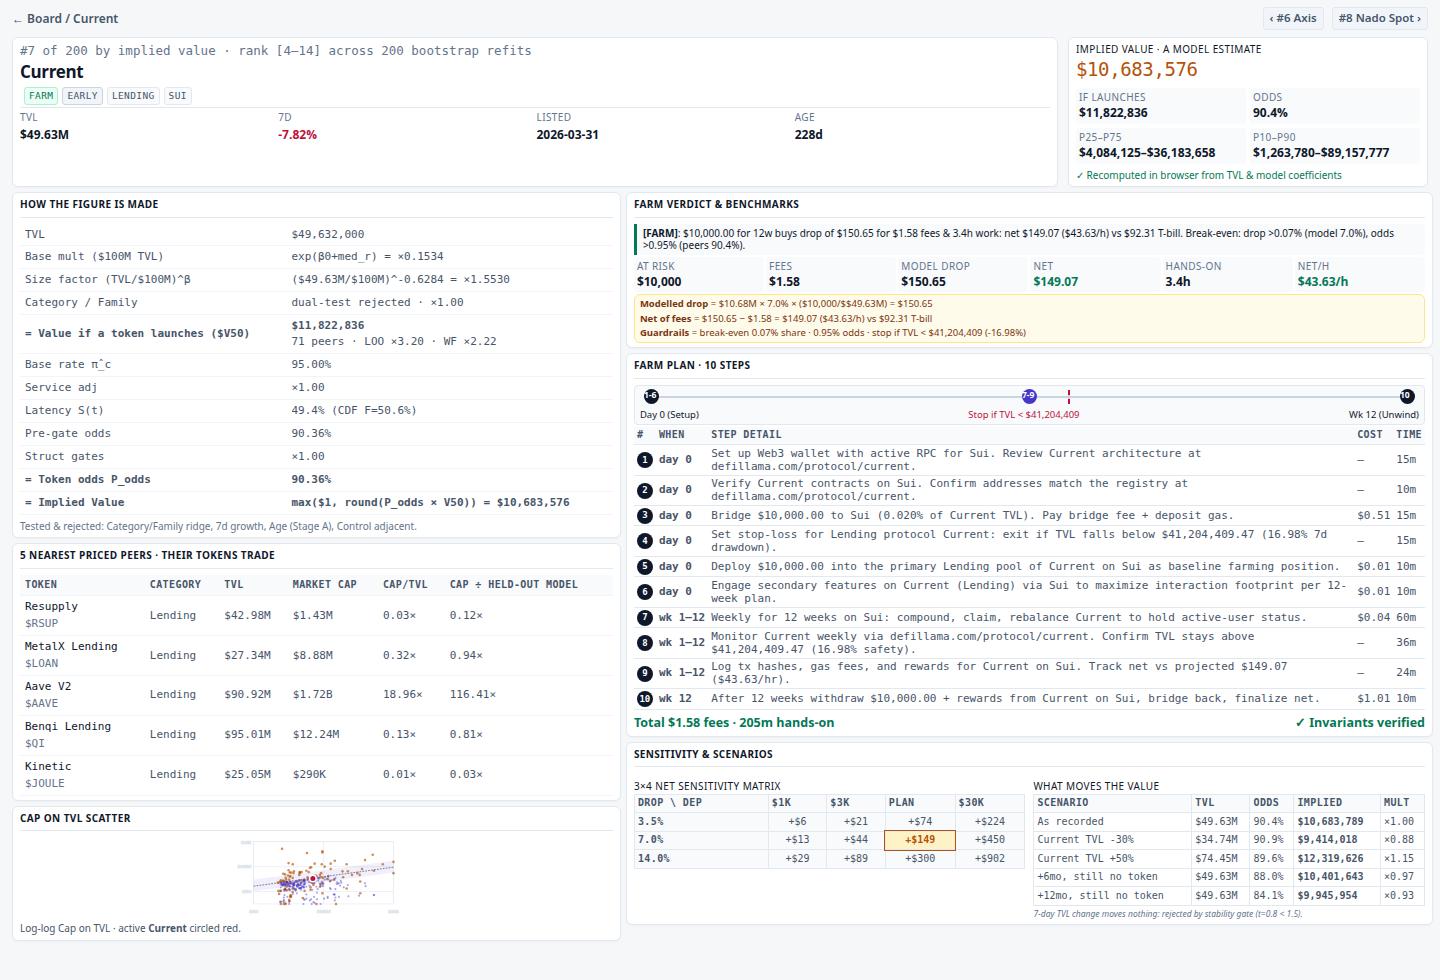 ← Board / Current
‹ #6 Axis
#8 Nado Spot ›
#7 of 200 by implied value · rank [4–14] across 200 bootstrap refits
Current
FARM EARLY LENDING SUI
TVL 7D LISTED AGE
$49.63M -7.82% 2026-03-31 228d
IMPLIED VALUE · A MODEL ESTIMATE
$10,683,576
IF LAUNCHES ODDS
$11,822,836 90.4%
P25–P75 P10–P90
$4,084,125–$36,183,658 $1,263,780–$89,157,777
✓ Recomputed in browser from TVL & model coefficients
HOW THE FIGURE IS MADE
TVL $49,632,000
Base mult ($100M TVL) exp(β0+med_r) = ×0.1534
Size factor (TVL/$100M)^β ($49.63M/$100M)^-0.6284 = ×1.5530
Category / Family dual-test rejected · ×1.00
= Value if a token launches ($V50) $11,822,836
71 peers · LOO ×3.20 · WF ×2.22
Base rate π̂_c 95.00%
Service adj ×1.00
Latency S(t) 49.4% (CDF F=50.6%)
Pre-gate odds 90.36%
Struct gates ×1.00
= Token odds P_odds 90.36%
= Implied Value max($1, round(P_odds × V50)) = $10,683,576
Tested & rejected: Category/Family ridge, 7d growth, Age (Stage A), Control adjacent.
5 NEAREST PRICED PEERS · THEIR TOKENS TRADE
TOKEN CATEGORY TVL MARKET CAP CAP/TVL CAP ÷ HELD-OUT MODEL
Resupply
$RSUP Lending $42.98M $1.43M 0.03× 0.12×
MetalX Lending
$LOAN Lending $27.34M $8.88M 0.32× 0.94×
Aave V2
$AAVE Lending $90.92M $1.72B 18.96× 116.41×
Benqi Lending
$QI Lending $95.01M $12.24M 0.13× 0.81×
Kinetic
$JOULE Lending $25.05M $290K 0.01× 0.03×
CAP ON TVL SCATTER
Log-log Cap on TVL · active Current circled red.
FARM VERDICT & BENCHMARKS
[FARM]: $10,000.00 for 12w buys drop of $150.65 for $1.58 fees & 3.4h work: net $149.07 ($43.63/h) vs $92.31 T-bill. Break-even: drop >0.07% (model 7.0%), odds
>0.95% (peers 90.4%).
AT RISK FEES MODEL DROP NET HANDS-ON NET/H
$10,000 $1.58 $150.65 $149.07 3.4h $43.63/h
Modelled drop = $10.68M × 7.0% × ($10,000/$$49.63M) = $150.65
Net of fees = $150.65 − $1.58 = $149.07 ($43.63/h) vs $92.31 T-bill
Guardrails = break-even 0.07% share · 0.95% odds · stop if TVL < $41,204,409 (-16.98%)
FARM PLAN · 10 STEPS
1-6 7-9 10
Day 0 (Setup) Stop if TVL < $41,204,409 Wk 12 (Unwind)
# WHEN STEP DETAIL COST TIME
1 day 0 Set up Web3 wallet with active RPC for Sui. Review Current architecture at
defillama.com/protocol/current. — 15m
2 day 0 Verify Current contracts on Sui. Confirm addresses match the registry at
defillama.com/protocol/current. — 10m
3 day 0 Bridge $10,000.00 to Sui (0.020% of Current TVL). Pay bridge fee + deposit gas. $0.51 15m
4 day 0 Set stop-loss for Lending protocol Current: exit if TVL falls below $41,204,409.47 (16.98% 7d
drawdown). — 15m
5 day 0 Deploy $10,000.00 into the primary Lending pool of Current on Sui as baseline farming position. $0.01 10m
6 day 0 Engage secondary features on Current (Lending) via Sui to maximize interaction footprint per 12-
week plan. $0.01 10m
7 wk 1–12 Weekly for 12 weeks on Sui: compound, claim, rebalance Current to hold active-user status. $0.04 60m
8 wk 1–12 Monitor Current weekly via defillama.com/protocol/current. Confirm TVL stays above
$41,204,409.47 (16.98% safety). — 36m
9 wk 1–12 Log tx hashes, gas fees, and rewards for Current on Sui. Track net vs projected $149.07
($43.63/hr). — 24m
10 wk 12 After 12 weeks withdraw $10,000.00 + rewards from Current on Sui, bridge back, finalize net. $1.01 10m
Total $1.58 fees · 205m hands-on ✓ Invariants verified
SENSITIVITY & SCENARIOS
3×4 NET SENSITIVITY MATRIX
DROP \ DEP $1K $3K PLAN $30K
3.5% +$6 +$21 +$74 +$224
7.0% +$13 +$44 +$149 +$450
14.0% +$29 +$89 +$300 +$902
WHAT MOVES THE VALUE
SCENARIO TVL ODDS IMPLIED MULT
As recorded $49.63M 90.4% $10,683,789 ×1.00
Current TVL -30% $34.74M 90.9% $9,414,018 ×0.88
Current TVL +50% $74.45M 89.6% $12,319,626 ×1.15
+6mo, still no token $49.63M 88.0% $10,401,643 ×0.97
+12mo, still no token $49.63M 84.1% $9,945,954 ×0.93
7-day TVL change moves nothing: rejected by stability gate (t=0.8 < 1.5).